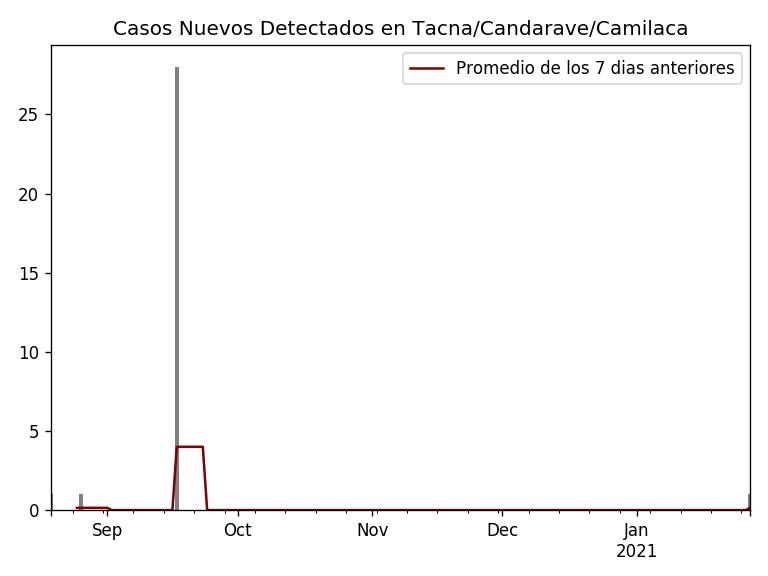 Casos Nuevos Detectados en Tacna/Candarave/Camilaca
Promedio de los 7 dias anteriores
25
20
15
10
5
0
Sep Oct Nov Dec Jan
2021